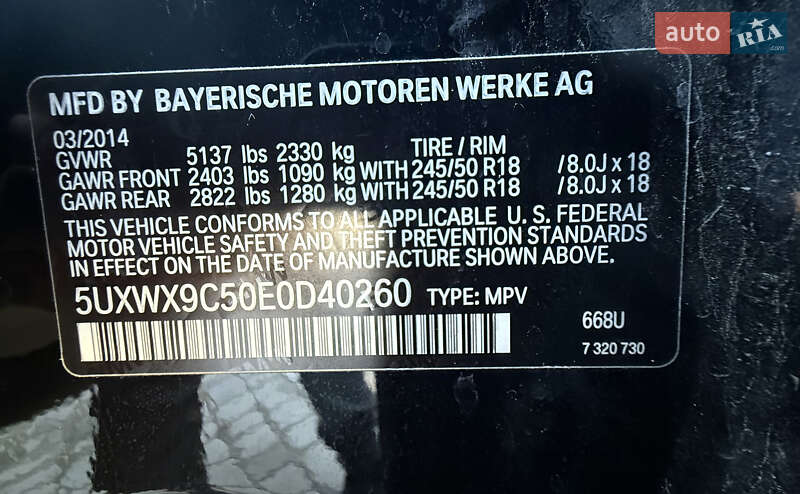 auto RIA.com
MFD BY BAYERISCHE MOTOREN WERKE AG
03/2014
GVWR 5137 lbs 2330 kg TIRE / RIM
GAWR FRONT 2403 lbs 1090 kg WITH 245/50 R18 /8.0J x 18
GAWR REAR 2822 lbs 1280 kg WITH 245/50 R18 /8.0J x 18
THIS VEHICLE CONFORMS TO ALL APPLICABLE U. S. FEDERAL
MOTOR VEHICLE SAFETY AND THEFT PREVENTION STANDARDS
IN EFFECT ON THE DATE OF MANUFACTURE SHOWN ABOVE.
5UXWX9C50E0D40260 TYPE: MPV
668U
7 320 730